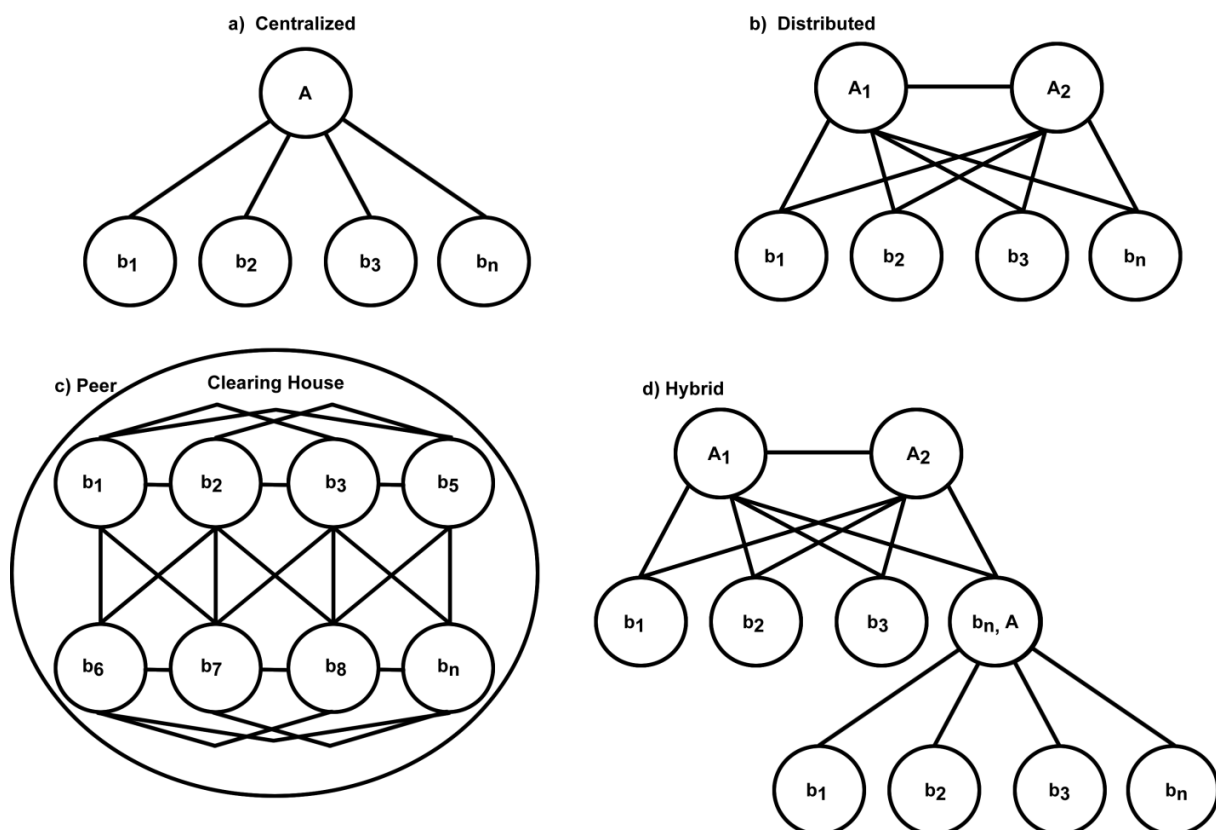 a) Centralized
A
b1 b2 b3 bn
b) Distributed
A1 A2
b1 b2 b3 bn
c) Peer Clearing House
b1 b2 b3 b5
b6 b7 b8 bn
d) Hybrid
A1 A2
b1 b2 b3 bn, A
b1 b2 b3 bn